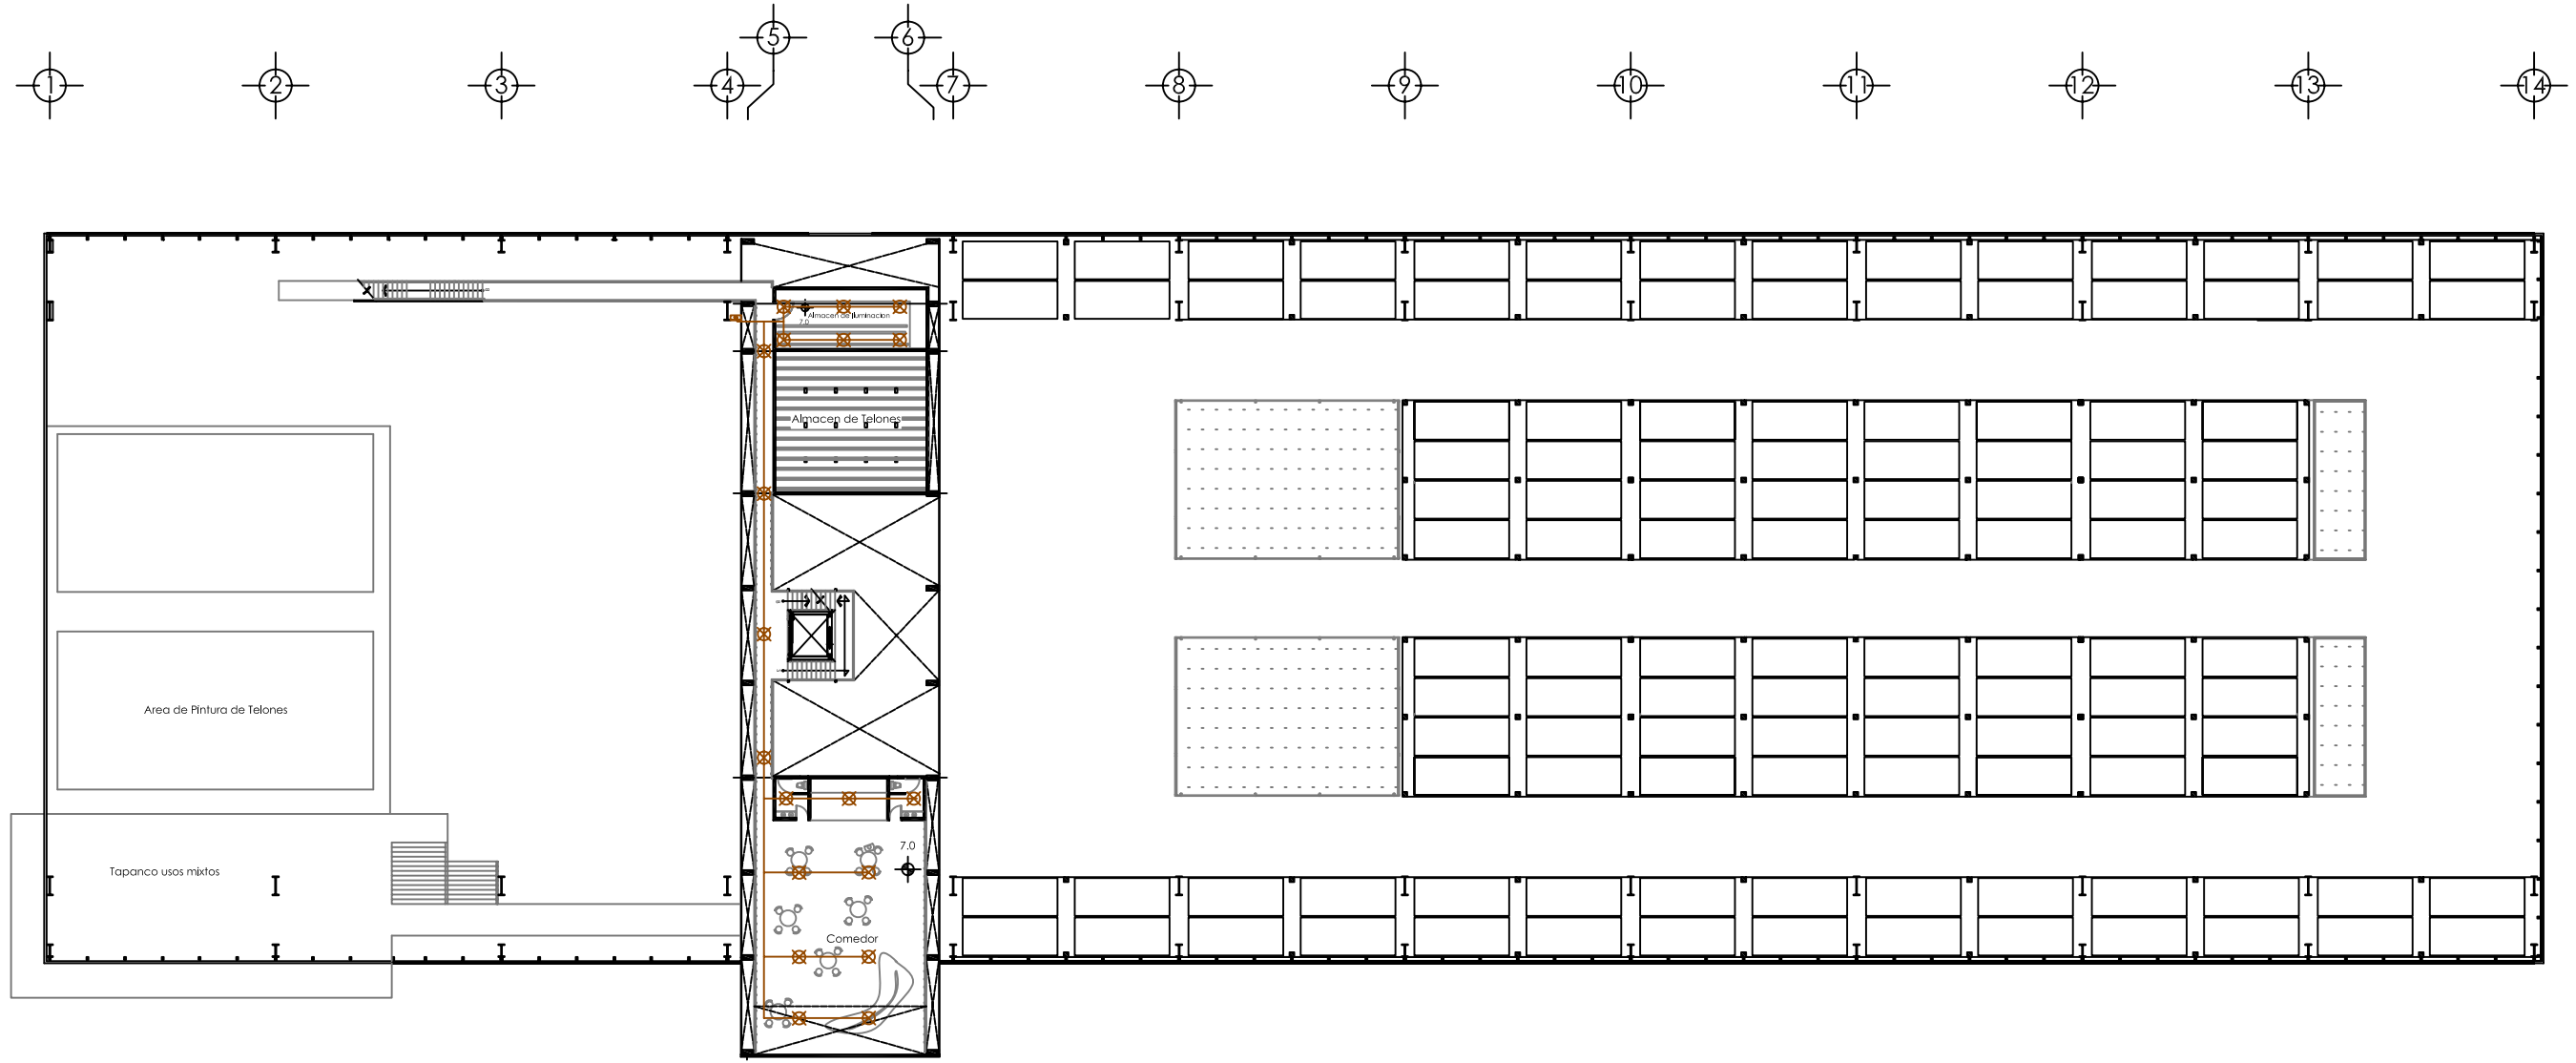 5 6
1 2 3 4 7 8 9 10 11 12 13 14
Almacen de Iluminacion
7.0
Almacen de Telones
Area de Pintura de Telones
7.0
Tapanco usos mixtos
Comedor